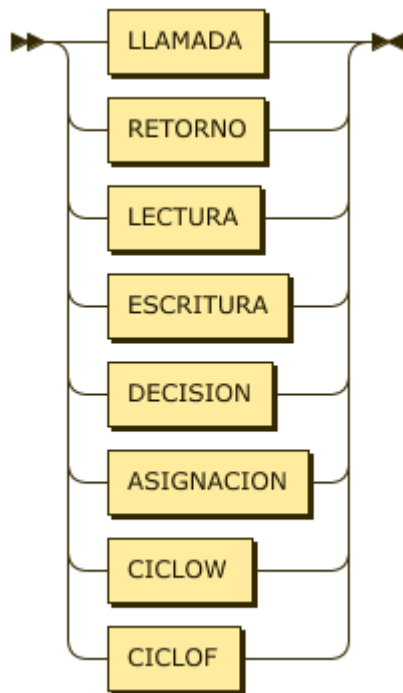 LLAMADA
RETORNO
LECTURA
ESCRITURA
DECISION
ASIGNACION
CICLOW
CICLOF